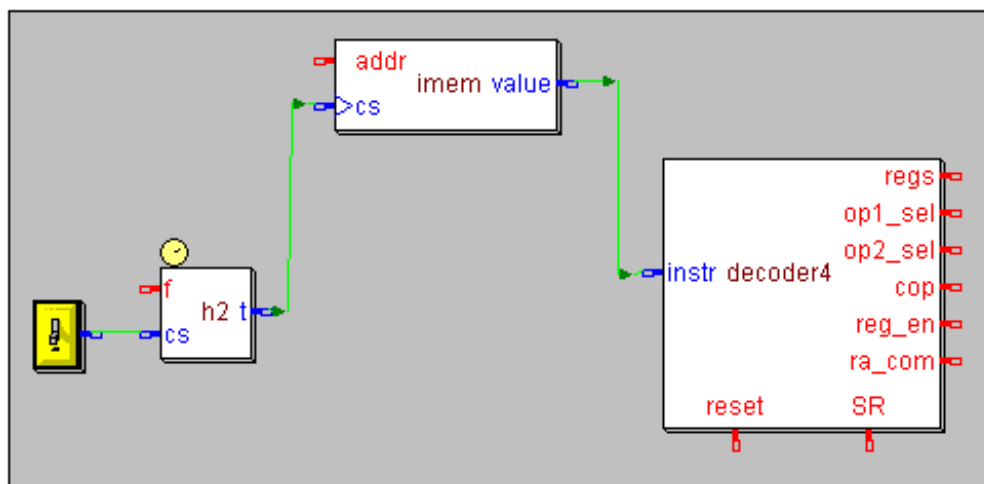 addr
imem value
cs
regs
op1_sel
op2_sel
instr decoder4
cop
reg_en
ra_com
reset SR
f
h2 t
cs